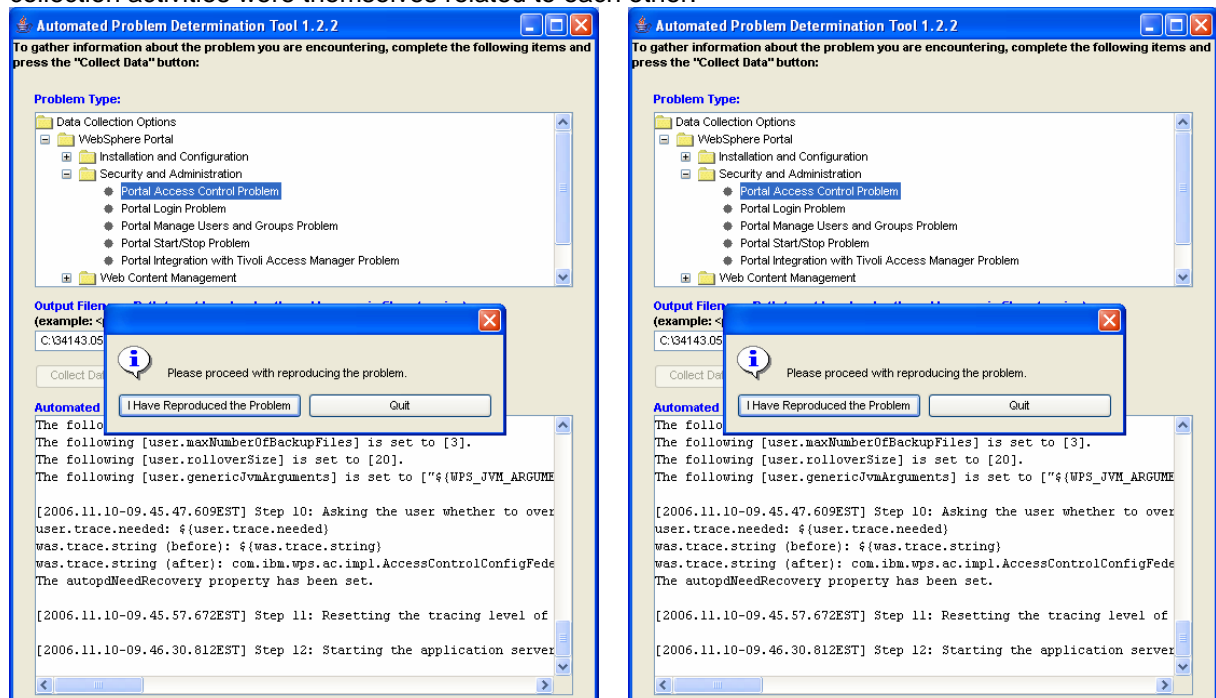 collection activities were themselves related to each other.
Automated Problem Determination Tool 1.2.2
To gather information about the problem you are encountering, complete the following items and
press the "Collect Data" button:
Problem Type:
Data Collection Options
WebSphere Portal
Installation and Configuration
Security and Administration
Portal Access Control Problem
Portal Login Problem
Portal Manage Users and Groups Problem
Portal Start/Stop Problem
Portal Integration with Tivoli Access Manager Problem
Web Content Management
Output Filen
(example: <
C:\34143.05
Collect Dat
Please proceed with reproducing the problem.
I Have Reproduced the Problem
Quit
Automated
The follo
The following [user.maxNumberOfBackupFiles] is set to [3].
The following [user.rolloverSize] is set to [20].
The following [user.genericJvmArguments] is set to ["${WPS_JVM_ARGUME
[2006.11.10-09.45.47.609EST] Step 10: Asking the user whether to over
user.trace.needed: ${user.trace.needed}
was.trace.string (before): ${was.trace.string}
was.trace.string (after): com.ibm.wps.ac.impl.AccessControlConfigFede
The autopdNeedRecovery property has been set.
[2006.11.10-09.45.57.672EST] Step 11: Resetting the tracing level of
[2006.11.10-09.46.30.812EST] Step 12: Starting the application server
Automated Problem Determination Tool 1.2.2
To gather information about the problem you are encountering, complete the following items and
press the "Collect Data" button:
Problem Type:
Data Collection Options
WebSphere Portal
Installation and Configuration
Security and Administration
Portal Access Control Problem
Portal Login Problem
Portal Manage Users and Groups Problem
Portal Start/Stop Problem
Portal Integration with Tivoli Access Manager Problem
Web Content Management
Output Filen
(example: <
C:\34143.05
Collect Dat
Please proceed with reproducing the problem.
I Have Reproduced the Problem
Quit
Automated
The follo
The following [user.maxNumberOfBackupFiles] is set to [3].
The following [user.rolloverSize] is set to [20].
The following [user.genericJvmArguments] is set to ["${WPS_JVM_ARGUME
[2006.11.10-09.45.47.609EST] Step 10: Asking the user whether to over
user.trace.needed: ${user.trace.needed}
was.trace.string (before): ${was.trace.string}
was.trace.string (after): com.ibm.wps.ac.impl.AccessControlConfigFede
The autopdNeedRecovery property has been set.
[2006.11.10-09.45.57.672EST] Step 11: Resetting the tracing level of
[2006.11.10-09.46.30.812EST] Step 12: Starting the application server